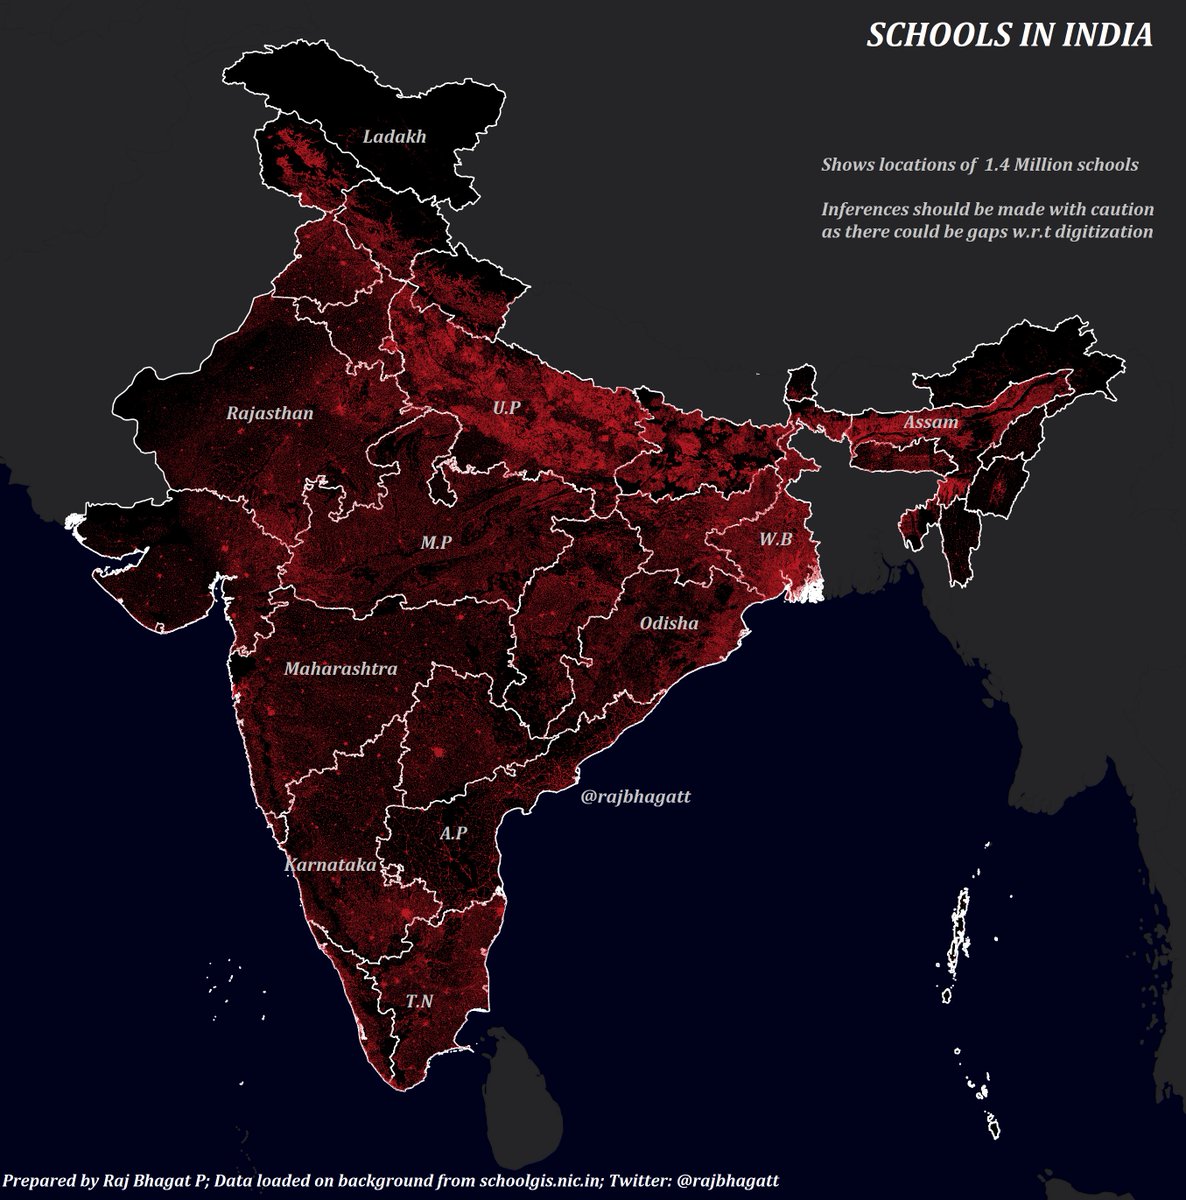 SCHOOLS IN INDIA
Shows locations of 1.4 Million schools
Inferences should be made with caution
as there could be gaps w.r.t digitization
Ladakh
Rajasthan
U.P
Assam
M.P
W.B
Odisha
Maharashtra
@rajbhagatt
A.P
Karnataka
T.N
Prepared by Raj Bhagat P; Data loaded on background from schoolgis.nic.in; Twitter: @rajbhagatt